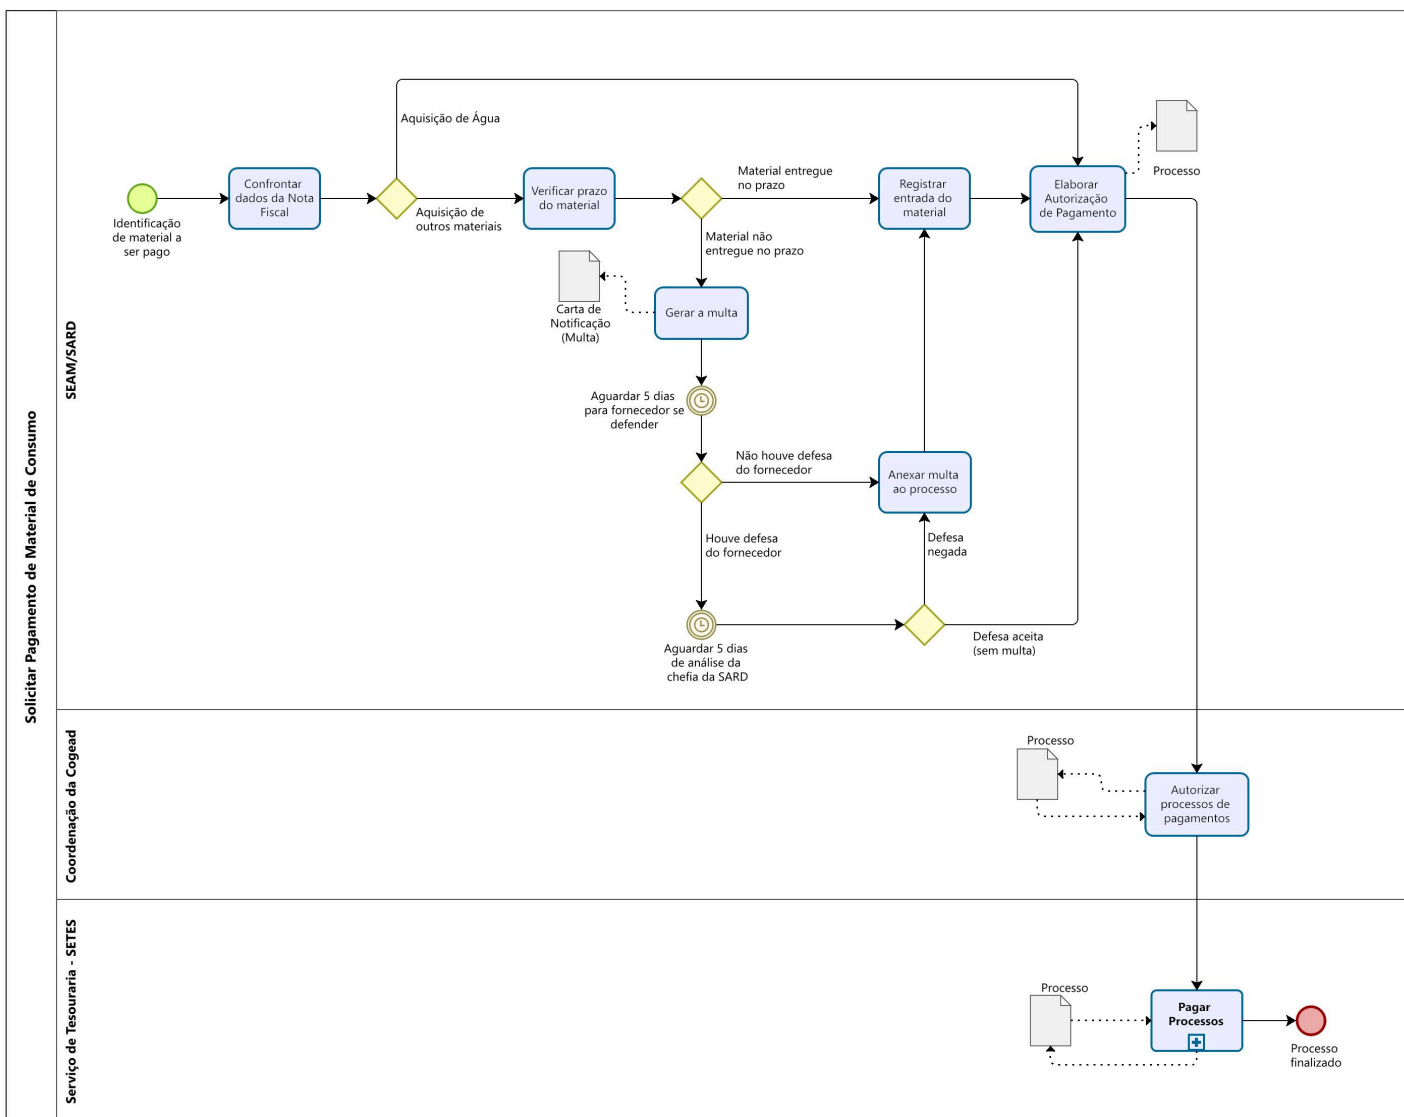 Solicitar Pagamento de Material de Consumo
SEAM/SARD
Aquisição de Água
Processo
Identificação
de material a
ser pago
Confrontar
dados da Nota
Fiscal
Aquisição de
outros materiais
Verificar prazo
do material
Material entregue
no prazo
Registrar
entrada do
material
Elaborar
Autorização
de Pagamento
Material não
entregue no prazo
Carta de
Notificação
(Multa)
Gerar a multa
Aguardar 5 dias
para fornecedor se
defender
Não houve defesa
do fornecedor
Anexar multa
ao processo
Houve defesa
do fornecedor
Defesa
negada
Aguardar 5 dias
de análise da
chefia da SARD
Defesa aceita
(sem multa)
Coordenação da Cogead
Processo
Autorizar
processos de
pagamentos
Serviço de Tesouraria - SETES
Processo
Pagar
Processos
Processo
finalizado